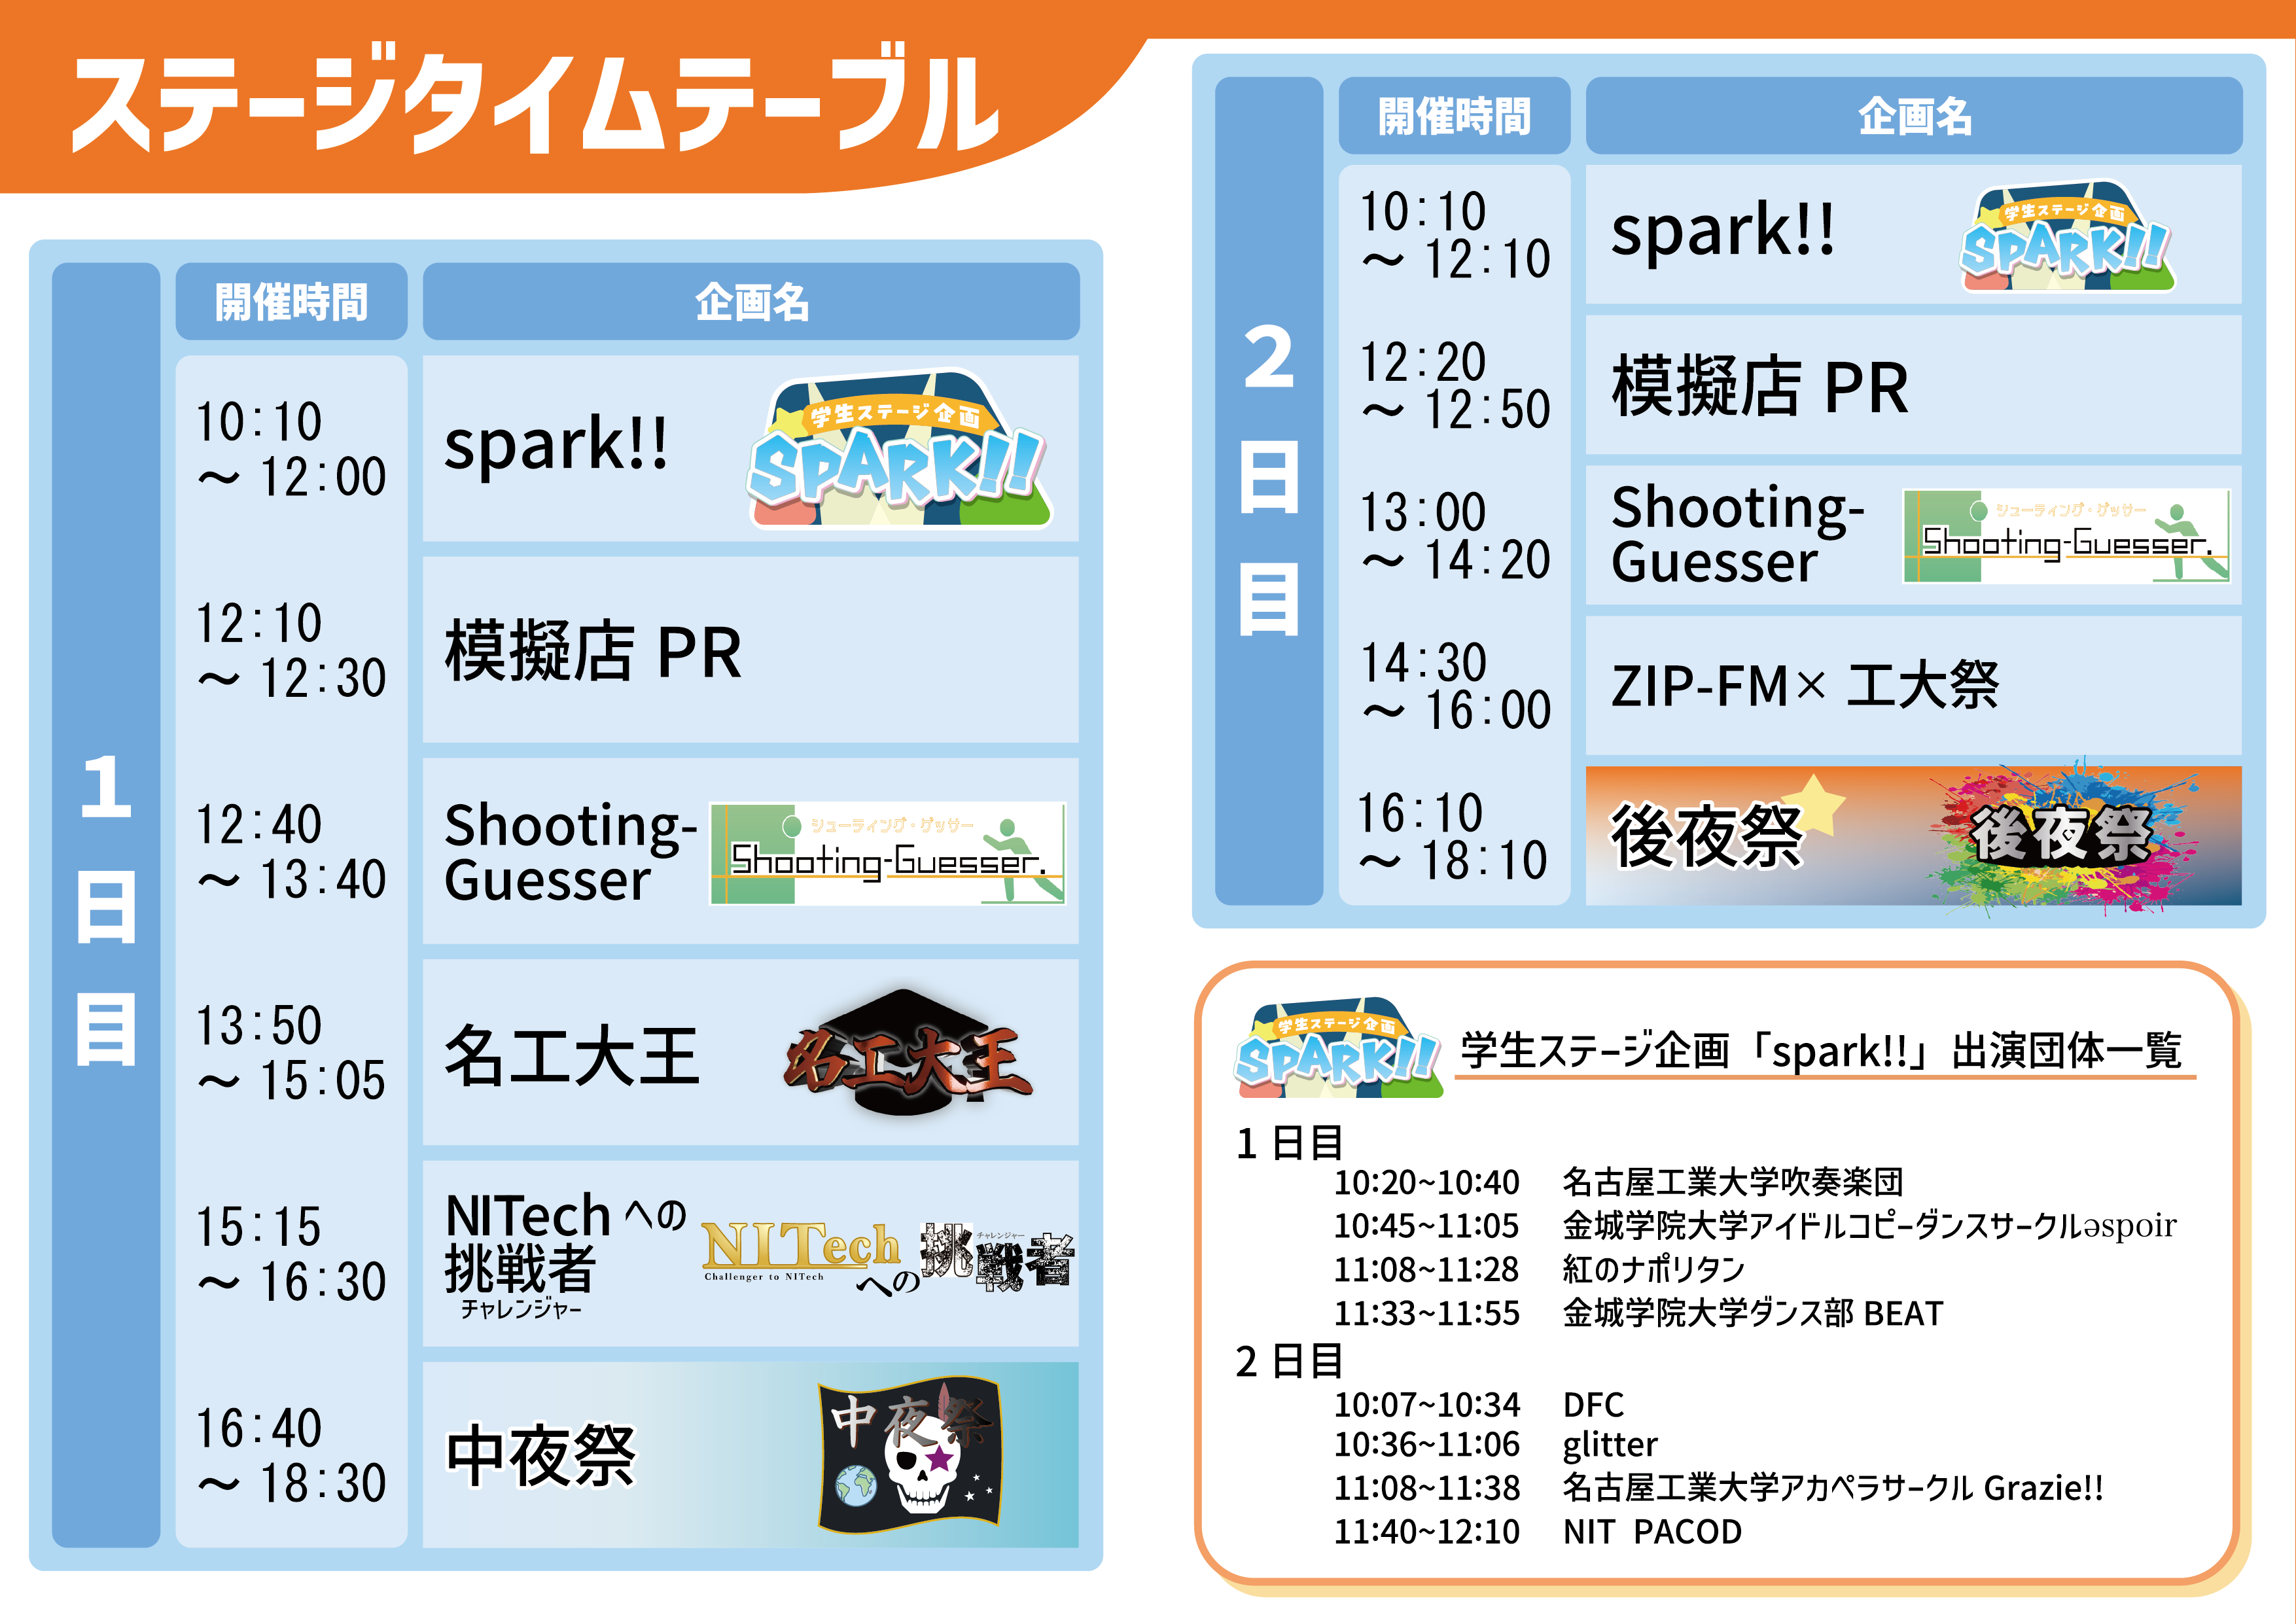 ステージタイムテーブル
1日目
開催時間
企画名
10:10
～ 12:00
spark!!
学生ステージ企画
SPARK!!
12:10
～ 12:30
模擬店 PR
12:40
～ 13:40
Shooting-
Guesser
シューティング・ゲッサー
Shooting-Guesser.
13:50
～ 15:05
名工大王
名工大王
15:15
～ 16:30
NITech への
挑戦者
チャレンジャー
NITech
Challenger to NITech
への
チャレンジャー
挑戦者
16:40
～ 18:30
中夜祭
中夜祭
2日目
開催時間
企画名
10:10
～ 12:10
spark!!
学生ステージ企画
SPARK!!
12:20
～ 12:50
模擬店 PR
13:00
～ 14:20
Shooting-
Guesser
シューティング・ゲッサー
Shooting-Guesser.
14:30
～ 16:00
ZIP-FM× 工大祭
16:10
～ 18:10
後夜祭
後夜祭
学生ステージ企画
SPARK!!
学生ステージ企画「spark!!」出演団体一覧
1 日目
10:20~10:40 名古屋工業大学吹奏楽団
10:45~11:05 金城学院大学アイドルコピーダンスサークルəspoir
11:08~11:28 紅のナポリタン
11:33~11:55 金城学院大学ダンス部 BEAT
2 日目
10:07~10:34 DFC
10:36~11:06 glitter
11:08~11:38 名古屋工業大学アカペラサークル Grazie!!
11:40~12:10 NIT PACOD